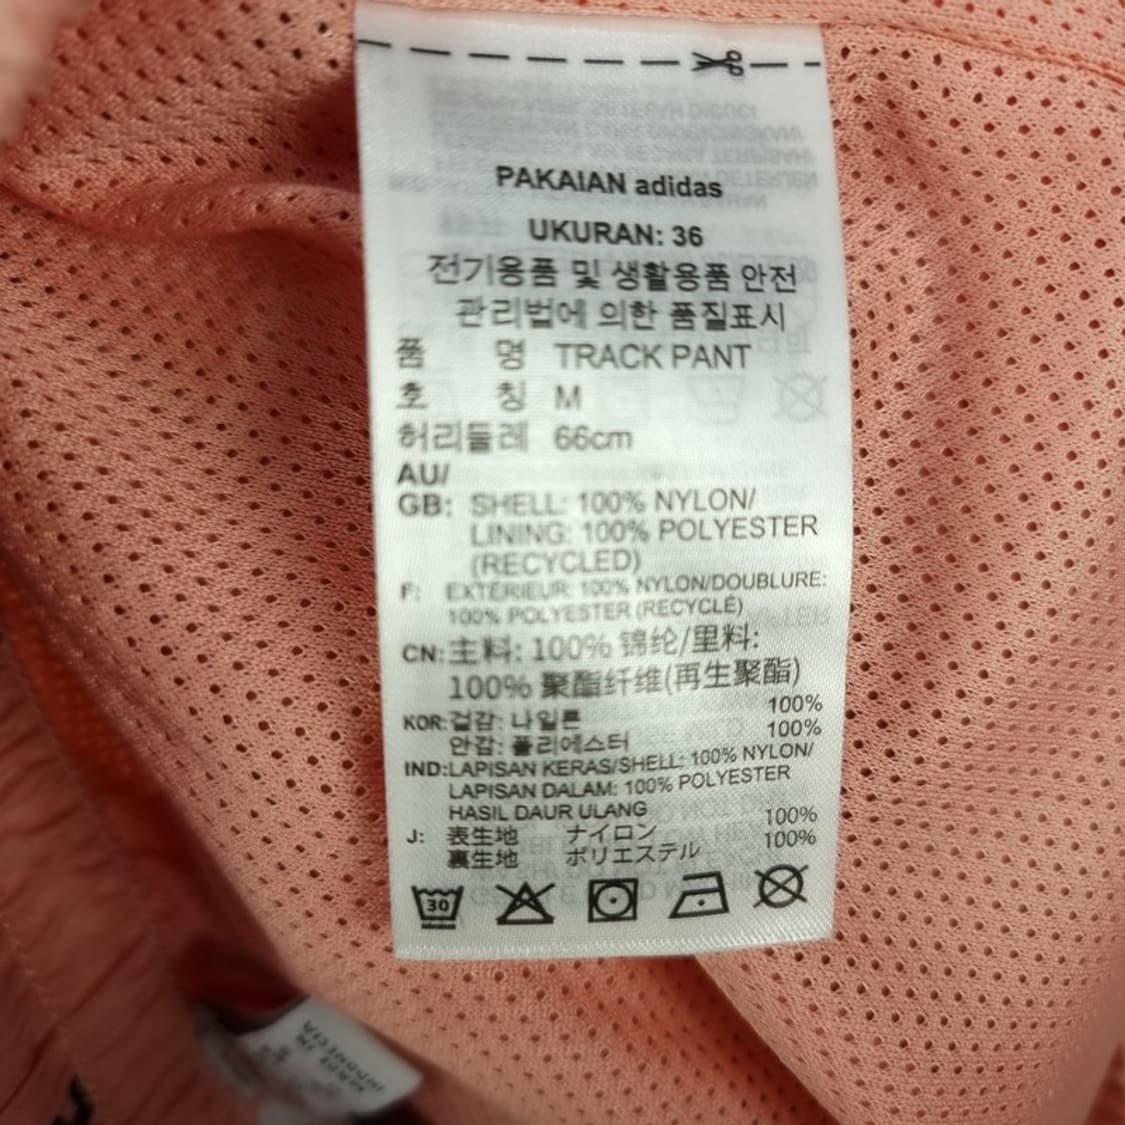 PAKAIAN adidas
UKURAN: 36
전기용품 및 생활용품 안전
관리법에 의한 품질표시
품 명 TRACK PANT
호 칭 M
허리둘레 66cm
AU/
GB: SHELL: 100% NYLON/
LINING: 100% POLYESTER
(RECYCLED)
F: EXTÉRIEUR: 100% NYLON/DOUBLURE:
100% POLYESTER (RECYCLÉ)
CN: 主料: 100% 锦纶/里料:
100% 聚酯纤维(再生聚酯)
KOR: 겉감: 나일론 100%
안감: 폴리에스터 100%
IND: LAPISAN KERAS/SHELL: 100% NYLON/
LAPISAN DALAM: 100% POLYESTER
HASIL DAUR ULANG
J: 表生地 ナイロン 100%
裏生地 ポリエステル 100%
30